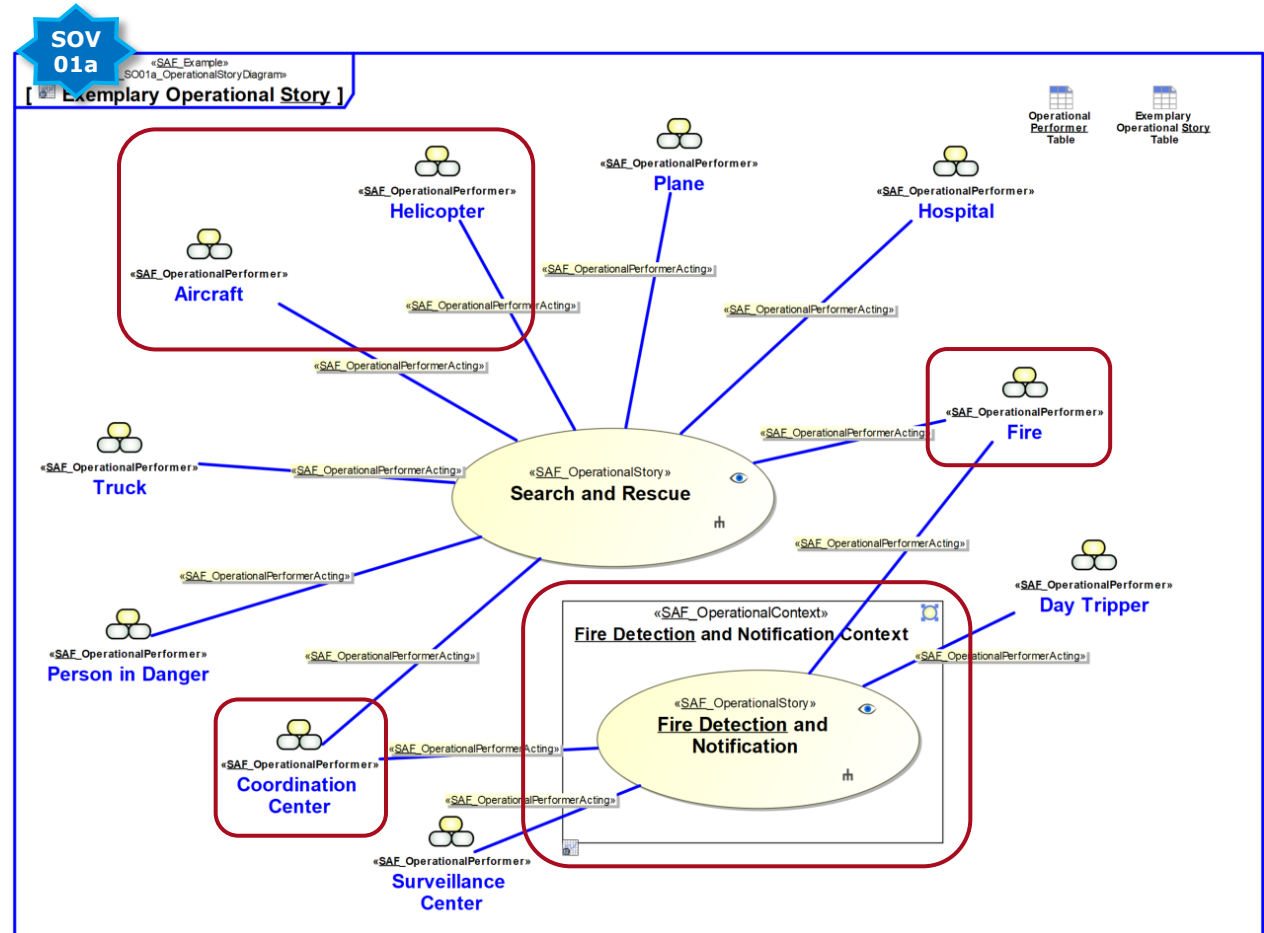 SOV
01a
«SAF_Example»
_SO01a_OperationalStoryDiagram»
[ Exemplary Operational Story ]
Operational
Performer
Table
Exemplary
Operational Story
Table
«SAF_OperationalPerformer»
Plane
«SAF_OperationalPerformer»
Helicopter
«SAF_OperationalPerformer»
Hospital
«SAF_OperationalPerformer»
Aircraft
«SAF_OperationalPerformerActing»
«SAF_OperationalPerformerActing»
«SAF_OperationalPerformerActing»
«SAF_OperationalPerformerActing»
«SAF_OperationalPerformer»
Fire
«SAF_OperationalPerformerActing»
«SAF_OperationalPerformer»
Truck
«SAF_OperationalPerformerActing»
«SAF_OperationalStory»
Search and Rescue
«SAF_OperationalPerformerActing»
«SAF_OperationalPerformerActing»
«SAF_OperationalPerformer»
Day Tripper
«SAF_OperationalContext»
Fire Detection and Notification Context
«SAF_OperationalPerformer»
Person in Danger
«SAF_OperationalPerformerActing»
«SAF_OperationalPerformerActing»
«SAF_OperationalStory»
Fire Detection and
Notification
«SAF_OperationalPerformerActing»
«SAF_OperationalPerformer»
Coordination
Center
«SAF_OperationalPerformerActing»
«SAF_OperationalPerformer»
Surveillance
Center